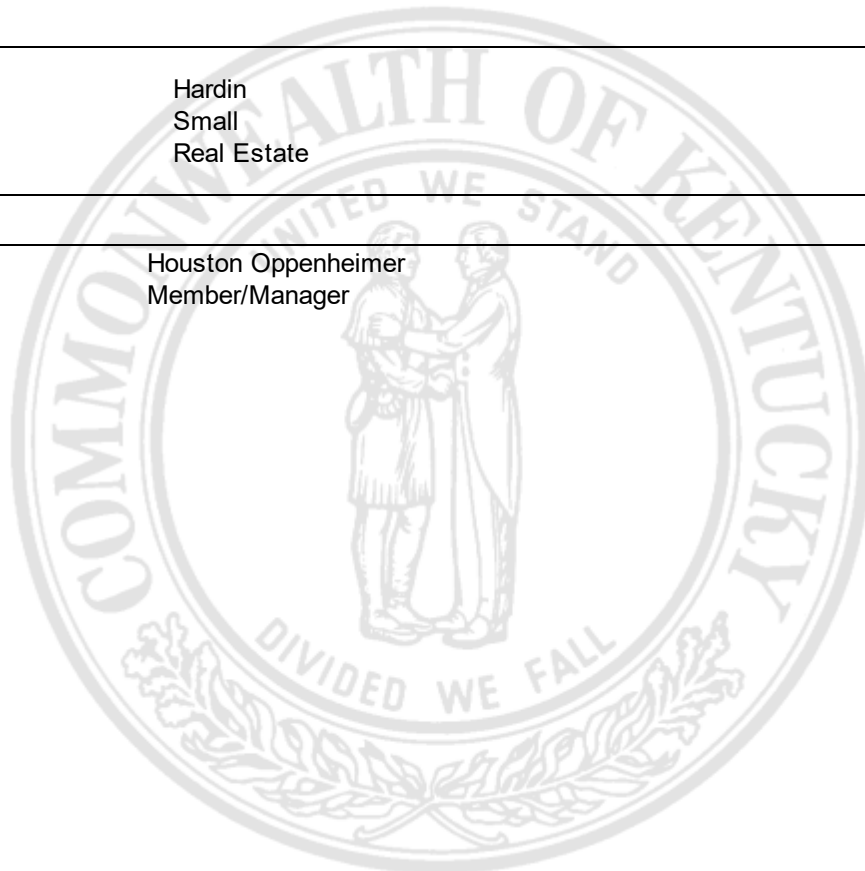 Hardin
Small
Real Estate
Houston Oppenheimer
Member/Manager
COMMONWEALTH OF KENTUCKY
UNITED WE STAND
DIVIDED WE FALL